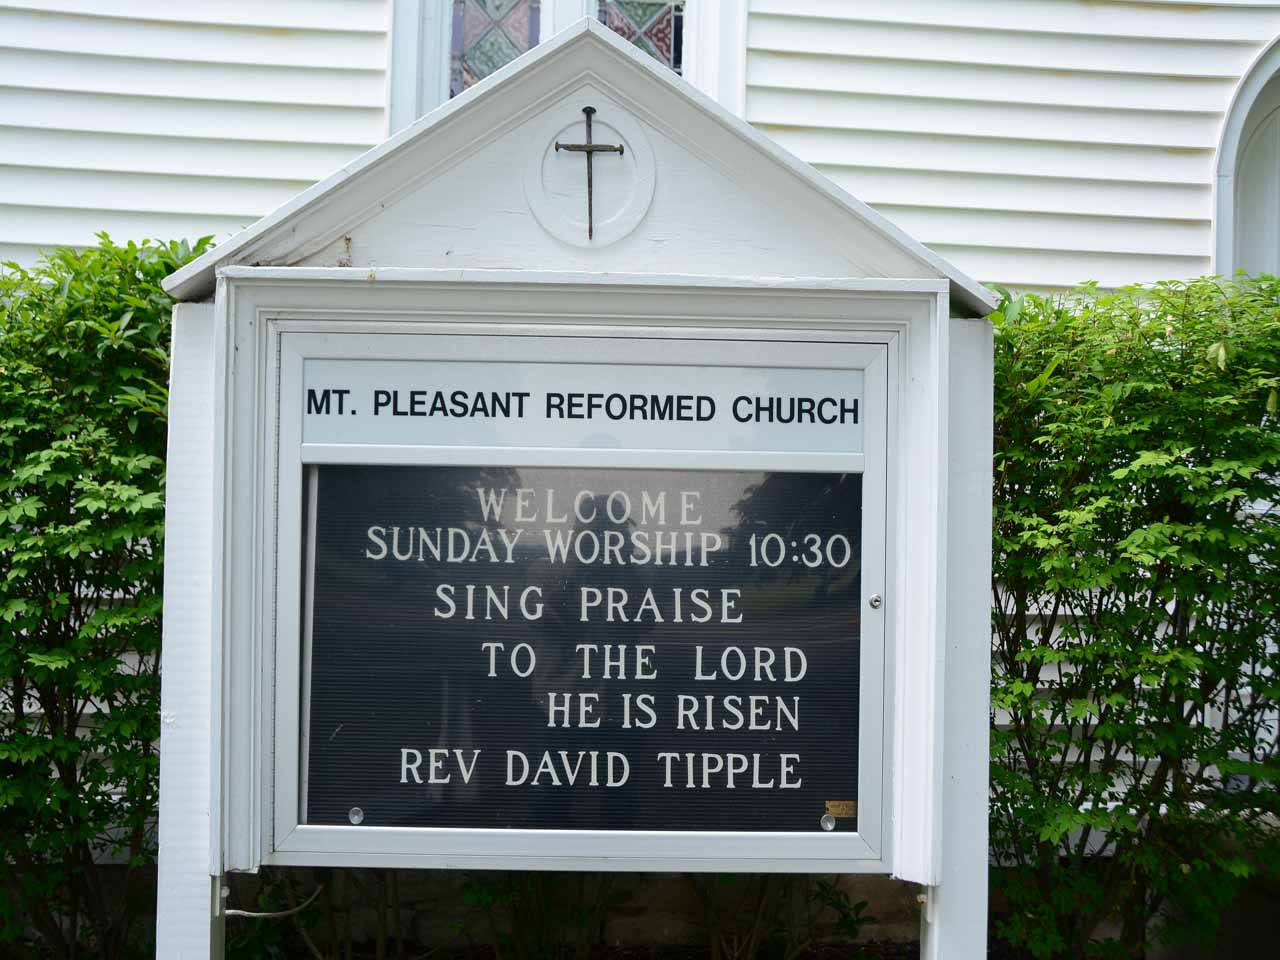 MT. PLEASANT REFORMED CHURCH
WELCOME
SUNDAY WORSHIP 10:30
SING PRAISE
TO THE LORD
HE IS RISEN
REV DAVID TIPPLE